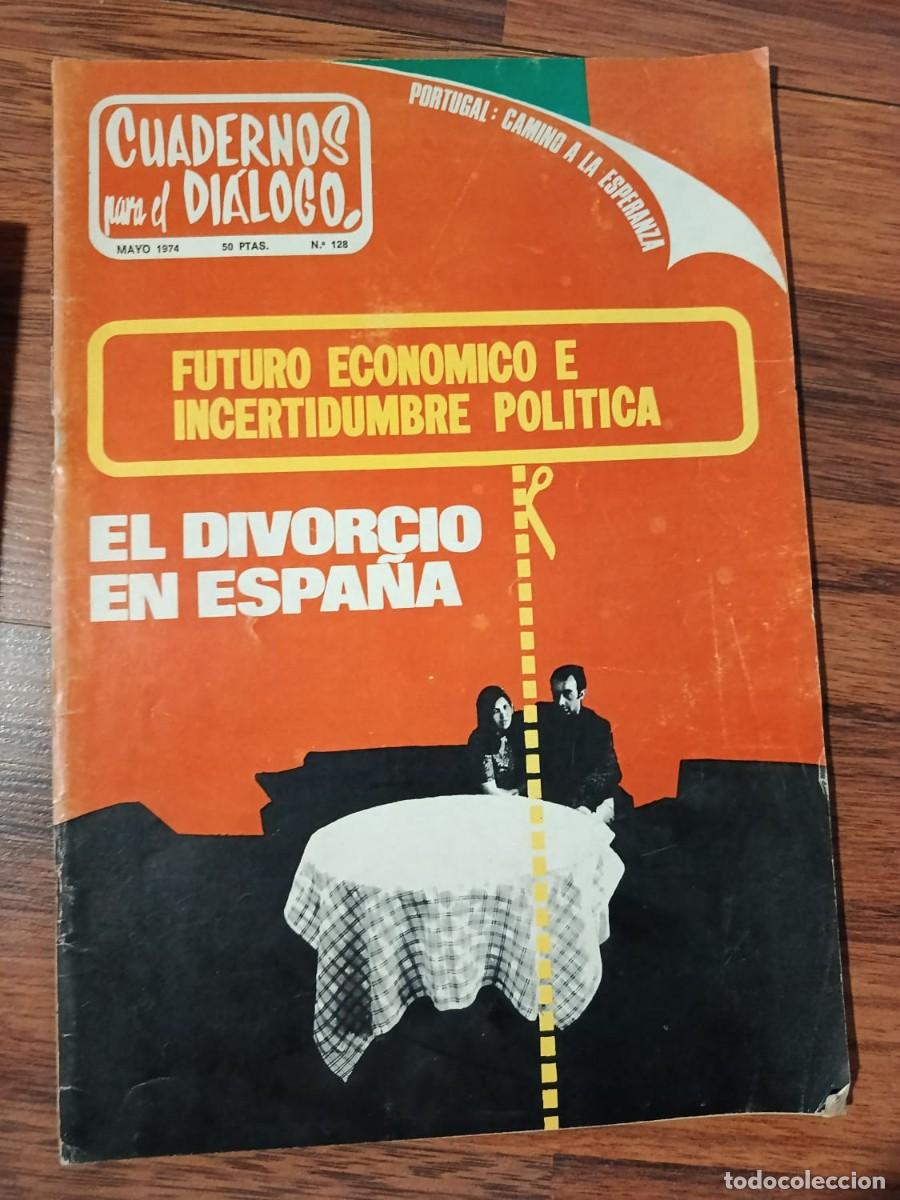 CUADERNOS
para el DIÁLOGO.
MAYO 1974 50 PTAS. N.º 128
PORTUGAL: CAMINO A LA ESPERANZA
FUTURO ECONOMICO E
INCERTIDUMBRE POLITICA
EL DIVORCIO
EN ESPAÑA
todocoleccion